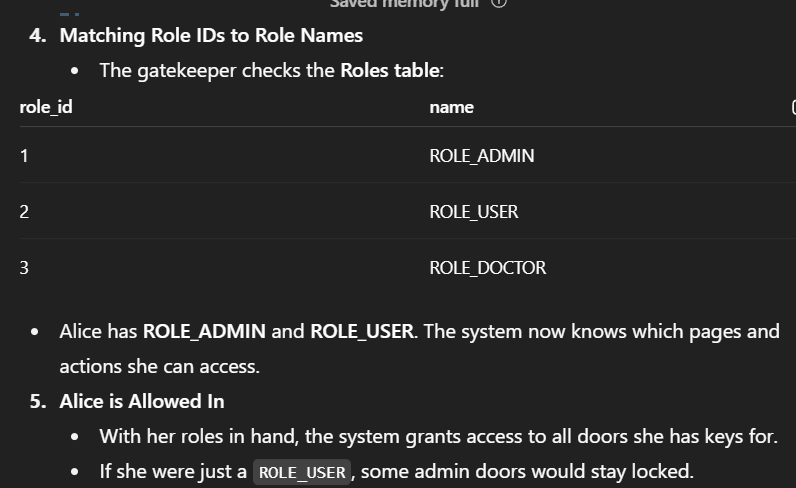 Saved memory full
4. Matching Role IDs to Role Names
• The gatekeeper checks the Roles table:
role_id name
1 ROLE_ADMIN
2 ROLE_USER
3 ROLE_DOCTOR
• Alice has ROLE_ADMIN and ROLE_USER. The system now knows which pages and
actions she can access.
5. Alice is Allowed In
• With her roles in hand, the system grants access to all doors she has keys for.
• If she were just a ROLE_USER, some admin doors would stay locked.